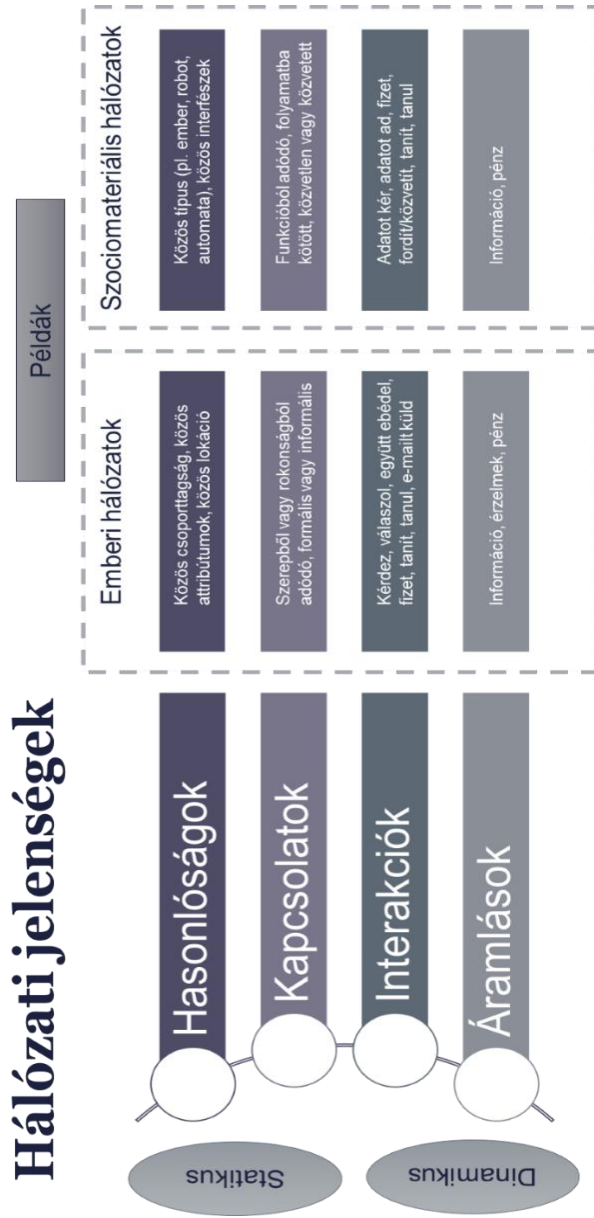 Hálózati jelenségek
Példák
Emberi hálózatok
Szociomateriális hálózatok
Statikus
Hasonlóságok
Közös csoporttagság, közös
attribútumok, közös lokáció
Közös típus (pl. ember, robot,
automata), közös interfészek
Kapcsolatok
Szerepből vagy rokonságból
adódó, formális vagy informális
Funkcióból adódó, folyamatba
kötött, közvetlen vagy közvetett
Dinamikus
Interakciók
Kérdez, válaszol, együtt ebédel,
fizet, tanít, tanul, e-mailt küld
Adatot kér, adatot ad, fizet,
fordít/közvetít, tanít, tanul
Áramlások
Információ, érzelmek, pénz
Információ, pénz